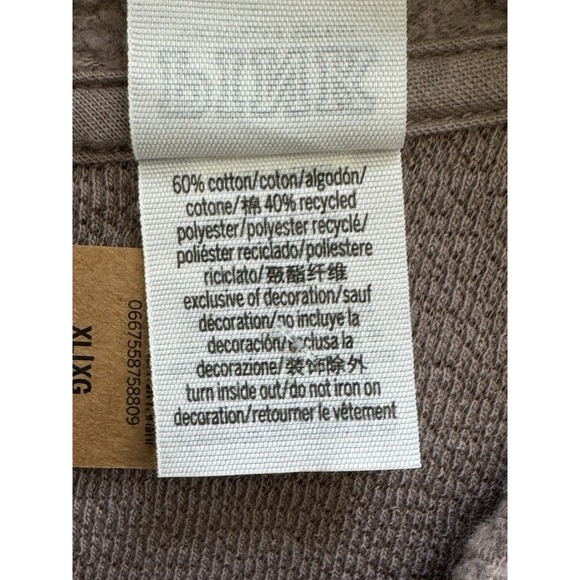 PINK
60% cotton/coton/algodón/
cotone/棉 40% recycled
polyester/polyester recyclé/
poliéster reciclado/poliestere
riciclato/聚酯纤维
exclusive of decoration/sauf
décoration/no incluye la
decoración/esclusa la
decorazione/装饰除外
turn inside out/do not iron on
decoration/retourner le vêtement
XL/XG
0667558758809